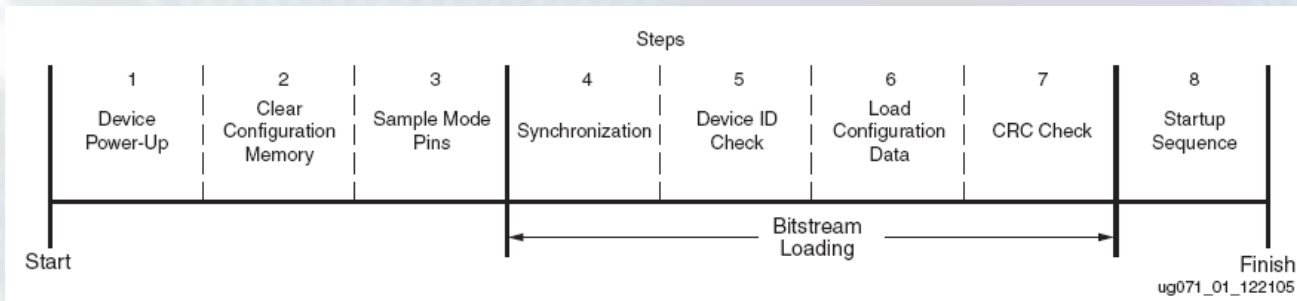 Steps
1 2 3 4 5 6 7 8
Device
Power-Up
Clear
Configuration
Memory
Sample Mode
Pins
Synchronization
Device ID
Check
Load
Configuration
Data
CRC Check
Startup
Sequence
Bitstream
Loading
Start
Finish
ug071_01_122105